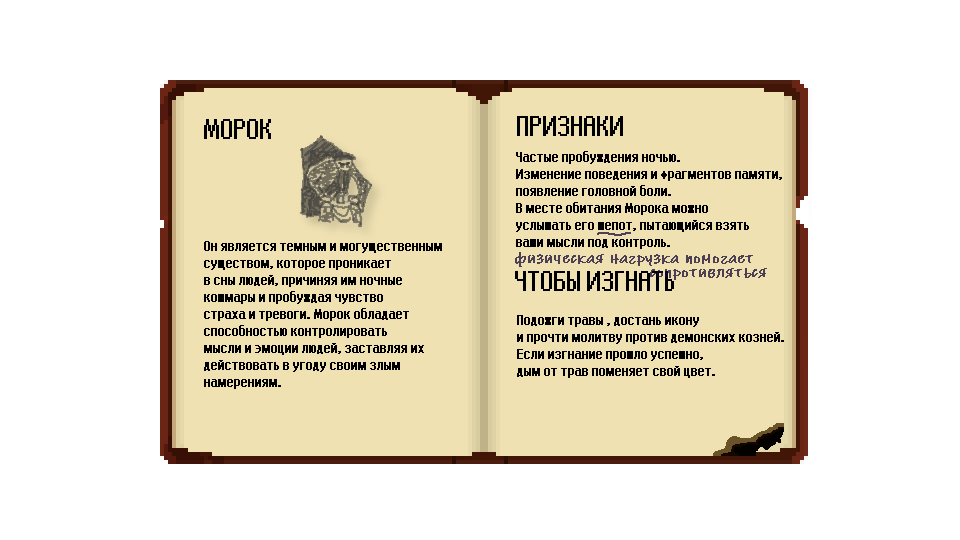 МОРОК
Он является темным и могущественным
существом, которое проникает
в сны людей, причиняя им ночные
кошмары и пробуждая чувство
страха и тревоги. Морок обладает
способностью контролировать
мысли и эмоции людей, заставляя их
действовать в угоду своим злым
намерениям.
ПРИЗНАКИ
Частые пробуждения ночью.
Изменение поведения и фрагментов памяти,
появление головной боли.
В месте обитания Морока можно
услышать его шепот, пытающийся взять
ваши мысли под контроль.
физическая нагрузка помогает
сопротивляться
ЧТОБЫ ИЗГНАТЬ
Подожги травы , достань икону
и прочти молитву против демонских козней.
Если изгнание прошло успешно,
дым от трав поменяет свой цвет.